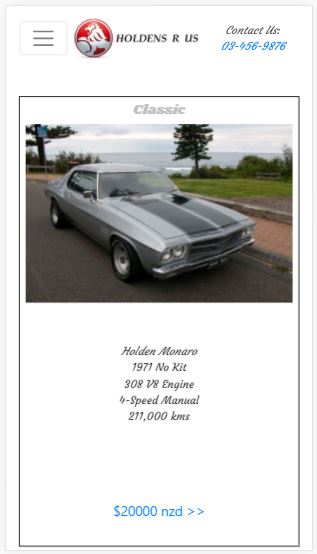 HOLDENS R US
Contact Us:
03-456-9876
Classic
Holden Monaro
1971 No Kit
308 V8 Engine
4-Speed Manual
211,000 kms
$20000 nzd >>